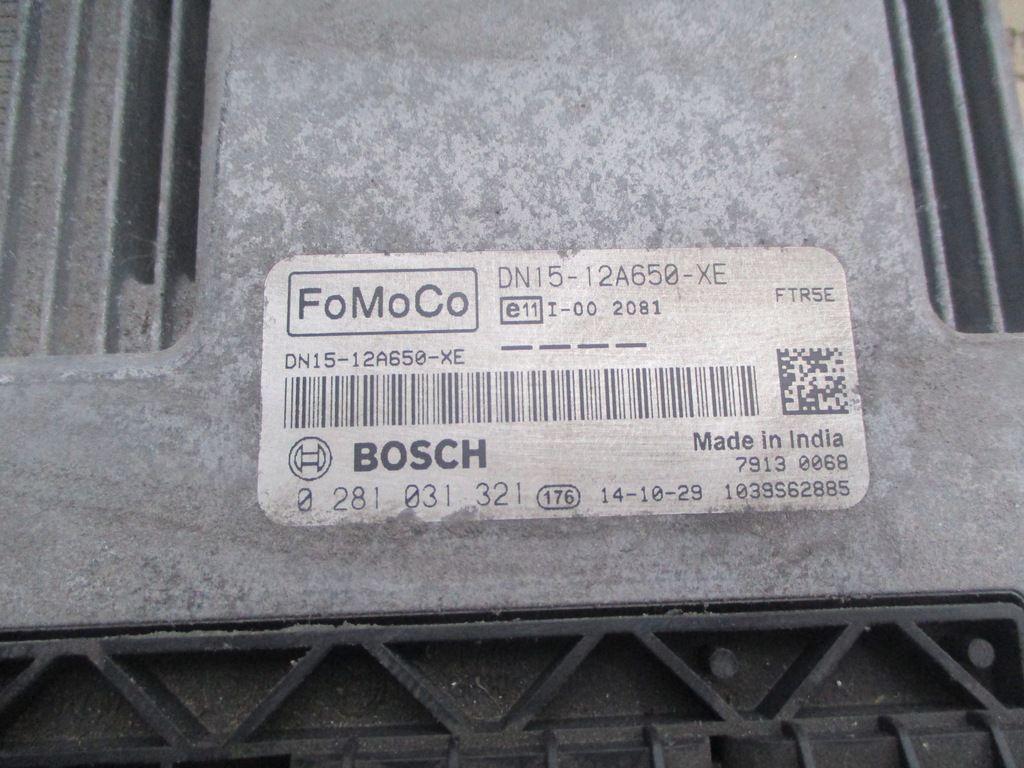 FoMoCo
DN15-12A650-XE
e11 I-00 2081
FTR5E
DN15-12A650-XE
BOSCH
Made in India
7913 0068
0 281 031 321 176 14-10-29 1039S62885